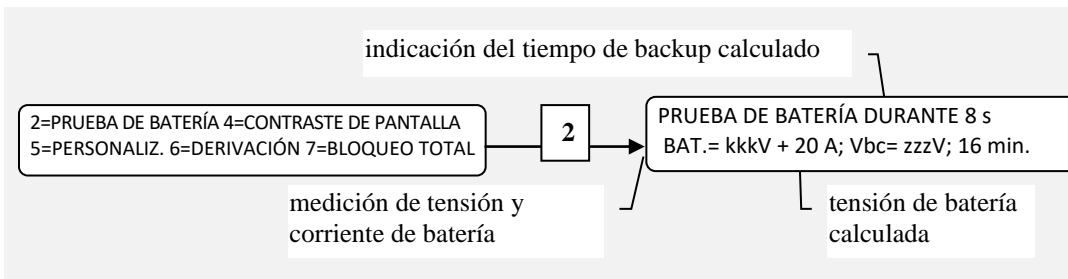 indicación del tiempo de backup calculado
2=PRUEBA DE BATERÍA 4=CONTRASTE DE PANTALLA
5=PERSONALIZ. 6=DERIVACIÓN 7=BLOQUEO TOTAL
2
PRUEBA DE BATERÍA DURANTE 8 s
BAT.= kkkV + 20 A; Vbc= zzzV; 16 min.
medición de tensión y
corriente de batería
tensión de batería
calculada